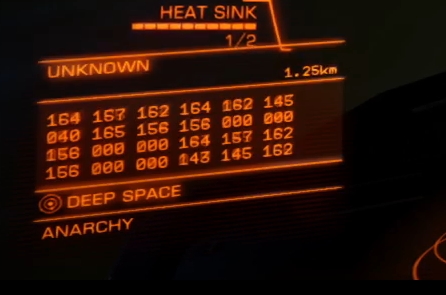 HEAT SINK
1/2
UNKNOWN
1.25km
164 157 162 164 162 145
040 165 156 156 000 000
156 000 000 164 157 162
156 000 000 143 145 162
DEEP SPACE
ANARCHY